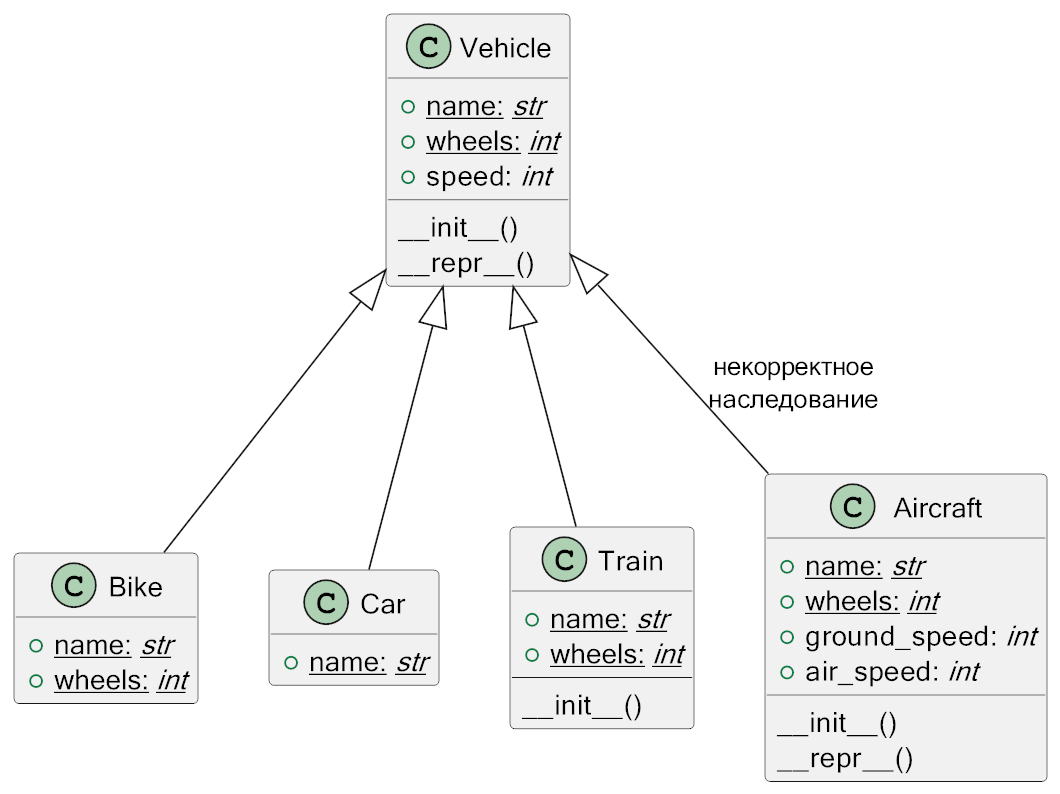 C Vehicle
name: str
wheels: int
speed: int
__init__()
__repr__()
некорректное
наследование
C Bike
name: str
wheels: int
C Car
name: str
C Train
name: str
wheels: int
__init__()
C Aircraft
name: str
wheels: int
ground_speed: int
air_speed: int
__init__()
__repr__()